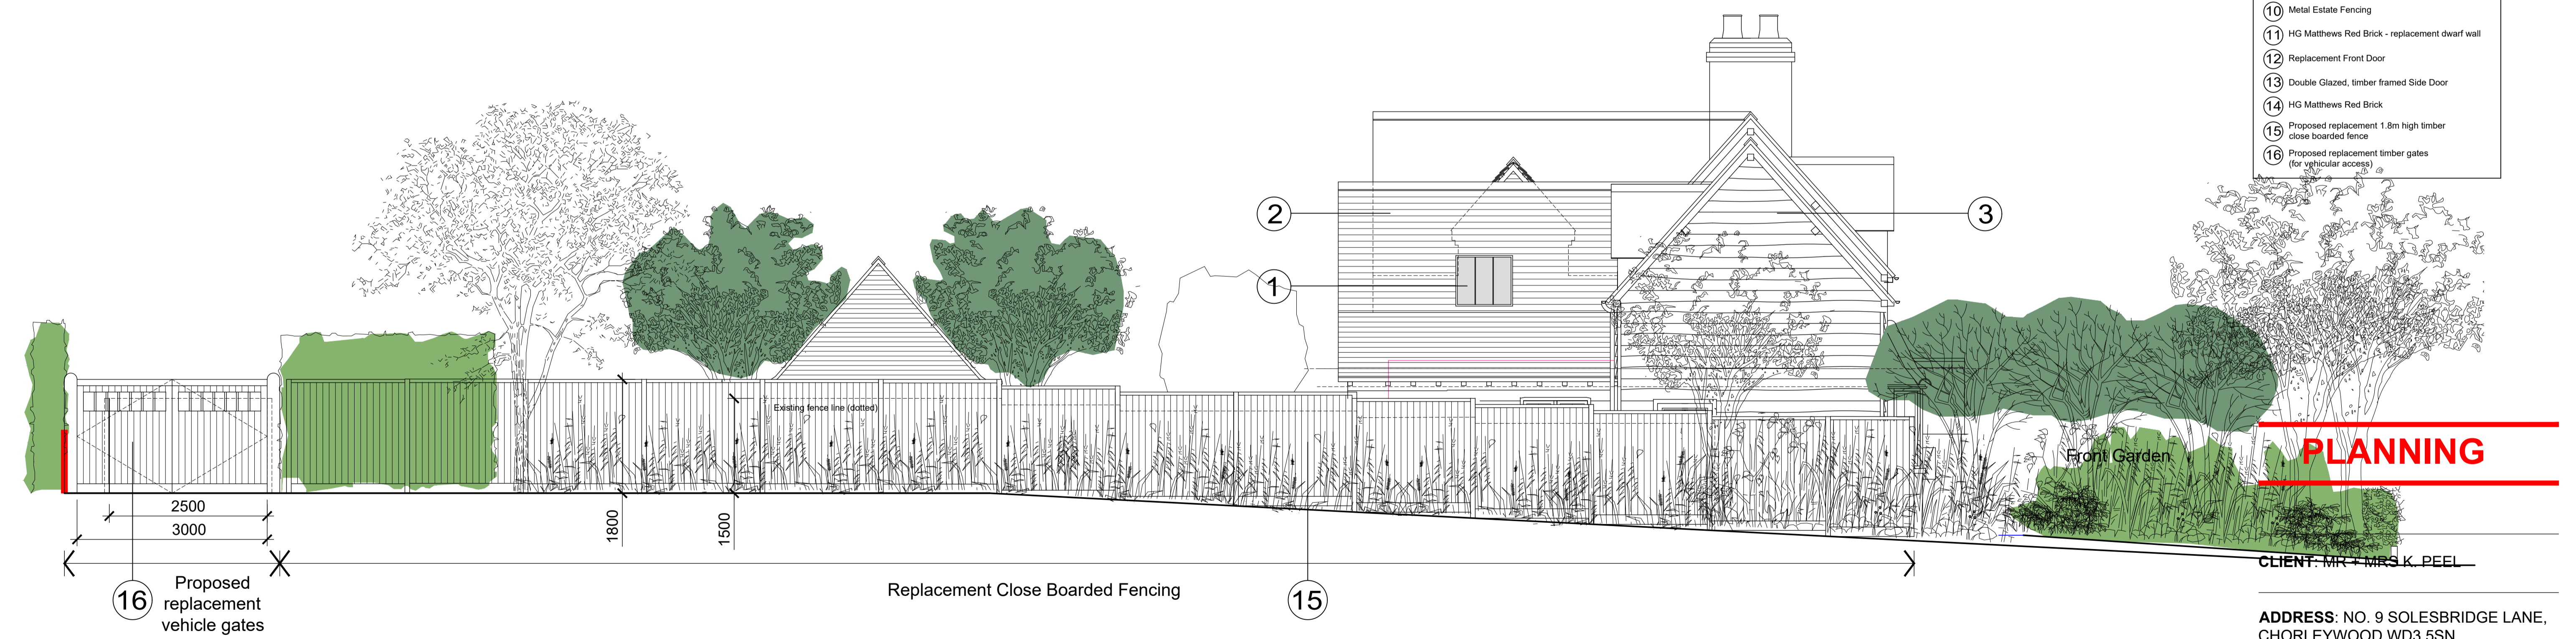 10 Metal Estate Fencing
11 HG Matthews Red Brick - replacement dwarf wall
12 Replacement Front Door
13 Double Glazed, timber framed Side Door
14 HG Matthews Red Brick
15 Proposed replacement 1.8m high timber
close boarded fence
16 Proposed replacement timber gates
(for vehicular access)
2
3
1
Existing fence line (dotted)
Front Garden
PLANNING
2500
3000
1800
1500
16
Proposed
replacement
vehicle gates
Replacement Close Boarded Fencing
15
CLIENT: MR + MRS K. PEEL
ADDRESS: NO. 9 SOLESBRIDGE LANE,
CHORLEYWOOD WD3 5SN